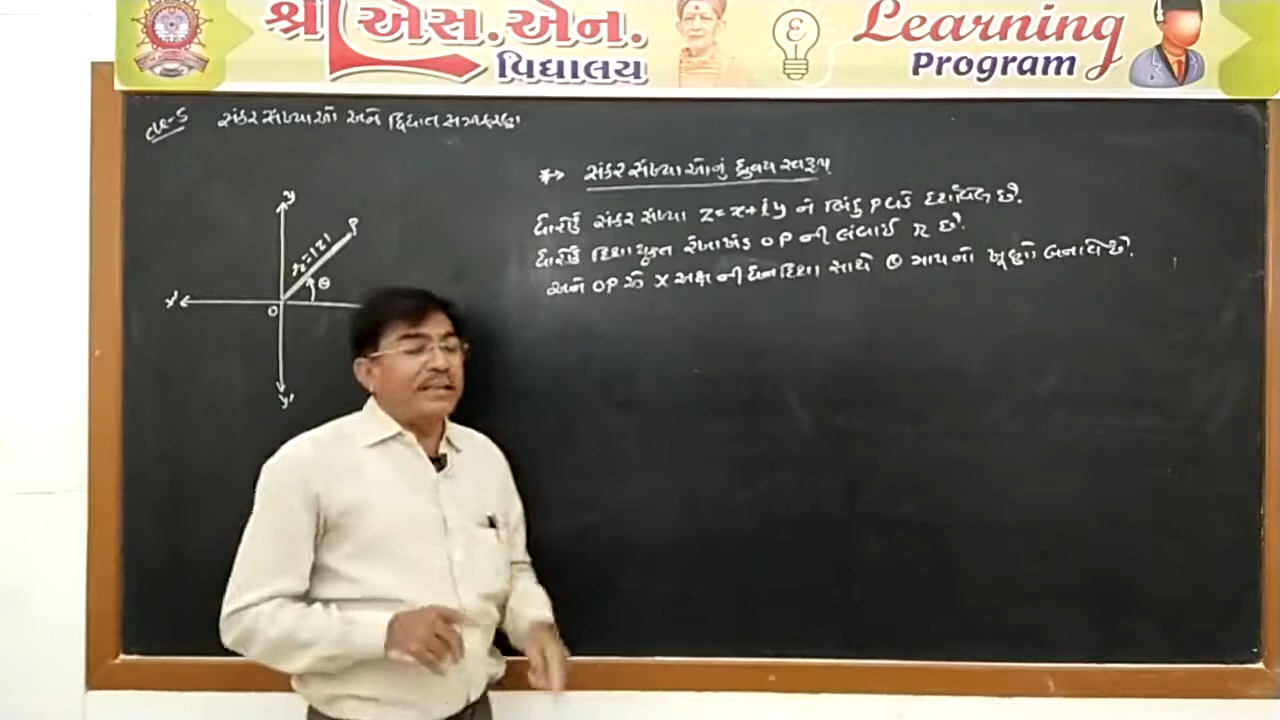 શ્રી એસ.એન.
વિદ્યાલય
Learning
Program
પ્ર-5 સંકર સંખ્યાઓ અને દ્વિઘાત સમીકરણ
*→ સંકર સંખ્યાઓનું ધ્રુવીય સ્વરૂપ
ધારોકે સંકર સંખ્યા z=x+iy ને બિંદુ P વડે દર્શાવેલ છે.
ધારોકે દિશાયુક્ત રેખાખંડ OP ની લંબાઈ r છે.
અને OP એ X અક્ષ ની ધન દિશા સાથે θ માપનો ખૂણો બનાવે છે.
y
P
r=|z|
θ
x'
O
y'